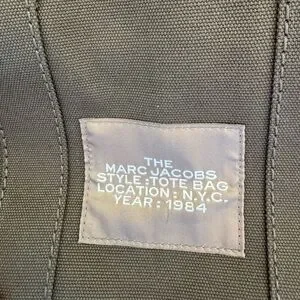 THE
MARC JACOBS
STYLE : TOTE BAG
LOCATION : N.Y.C.
YEAR : 1984